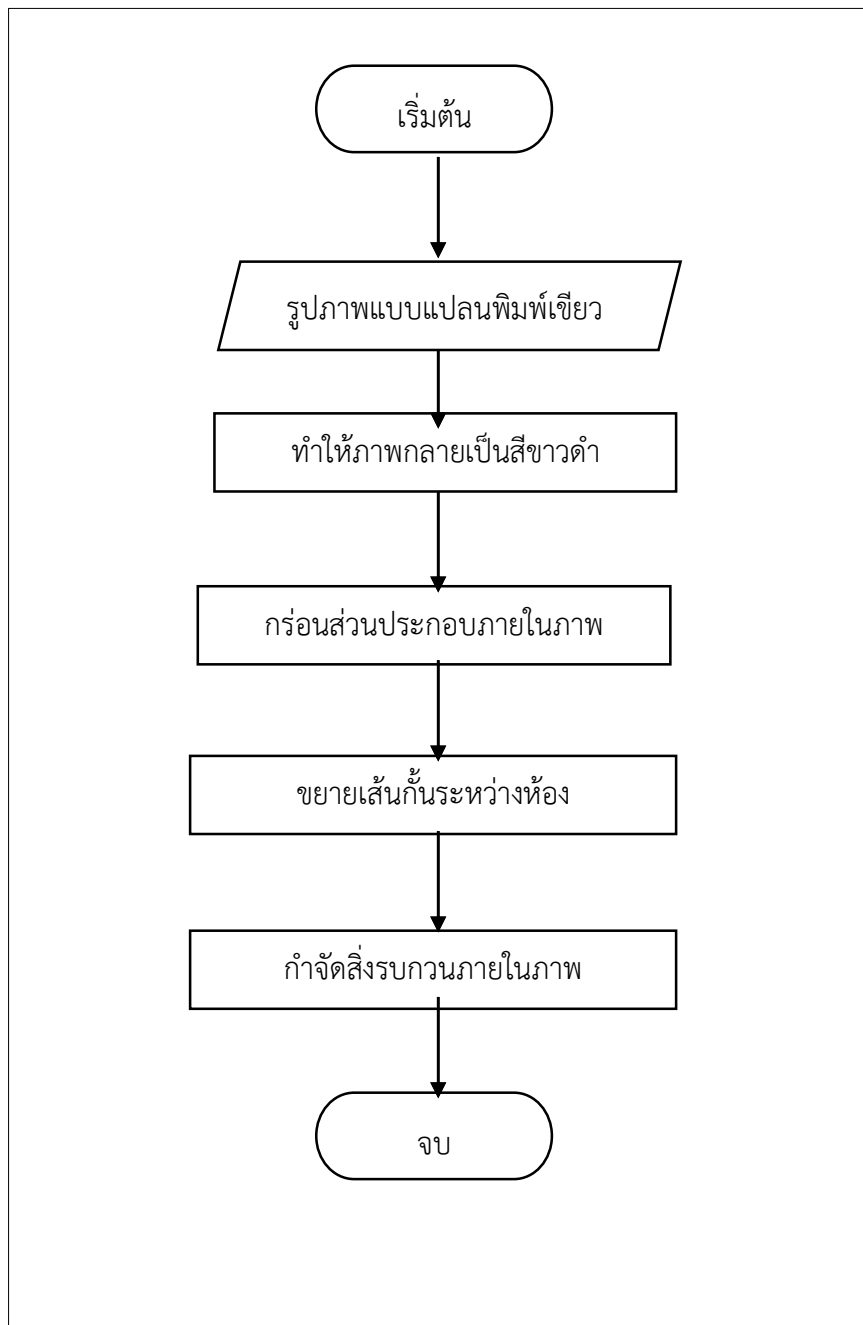 เริ่มต้น
รูปภาพแบบแปลนพิมพ์เขียว
ทำให้ภาพกลายเป็นสีขาวดำ
กร่อนส่วนประกอบภายในภาพ
ขยายเส้นกั้นระหว่างห้อง
กำจัดสิ่งรบกวนภายในภาพ
จบ